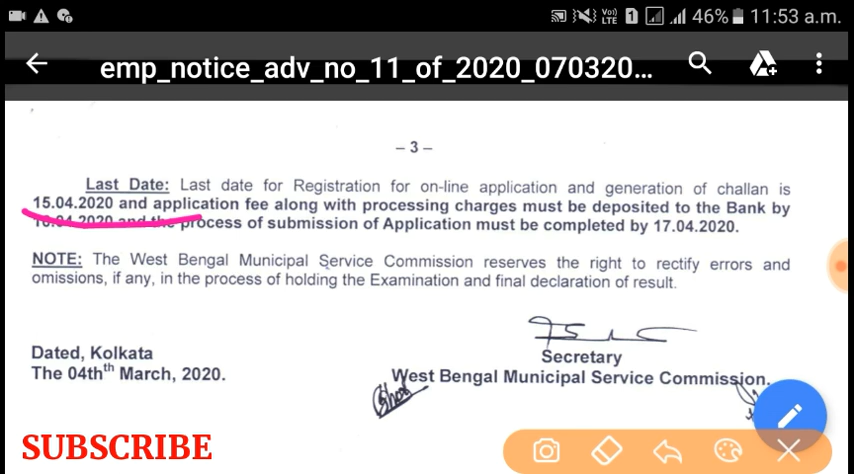 46% 11:53 a.m.
emp_notice_adv_no_11_of_2020_070320...
– 3 –
Last Date: Last date for Registration for on-line application and generation of challan is
15.04.2020 and application fee along with processing charges must be deposited to the Bank by
and the process of submission of Application must be completed by 17.04.2020.
NOTE: The West Bengal Municipal Service Commission reserves the right to rectify errors and
omissions, if any, in the process of holding the Examination and final declaration of result.
Dated, Kolkata
The 04thth March, 2020.
Secretary
West Bengal Municipal Service Commission.
SUBSCRIBE